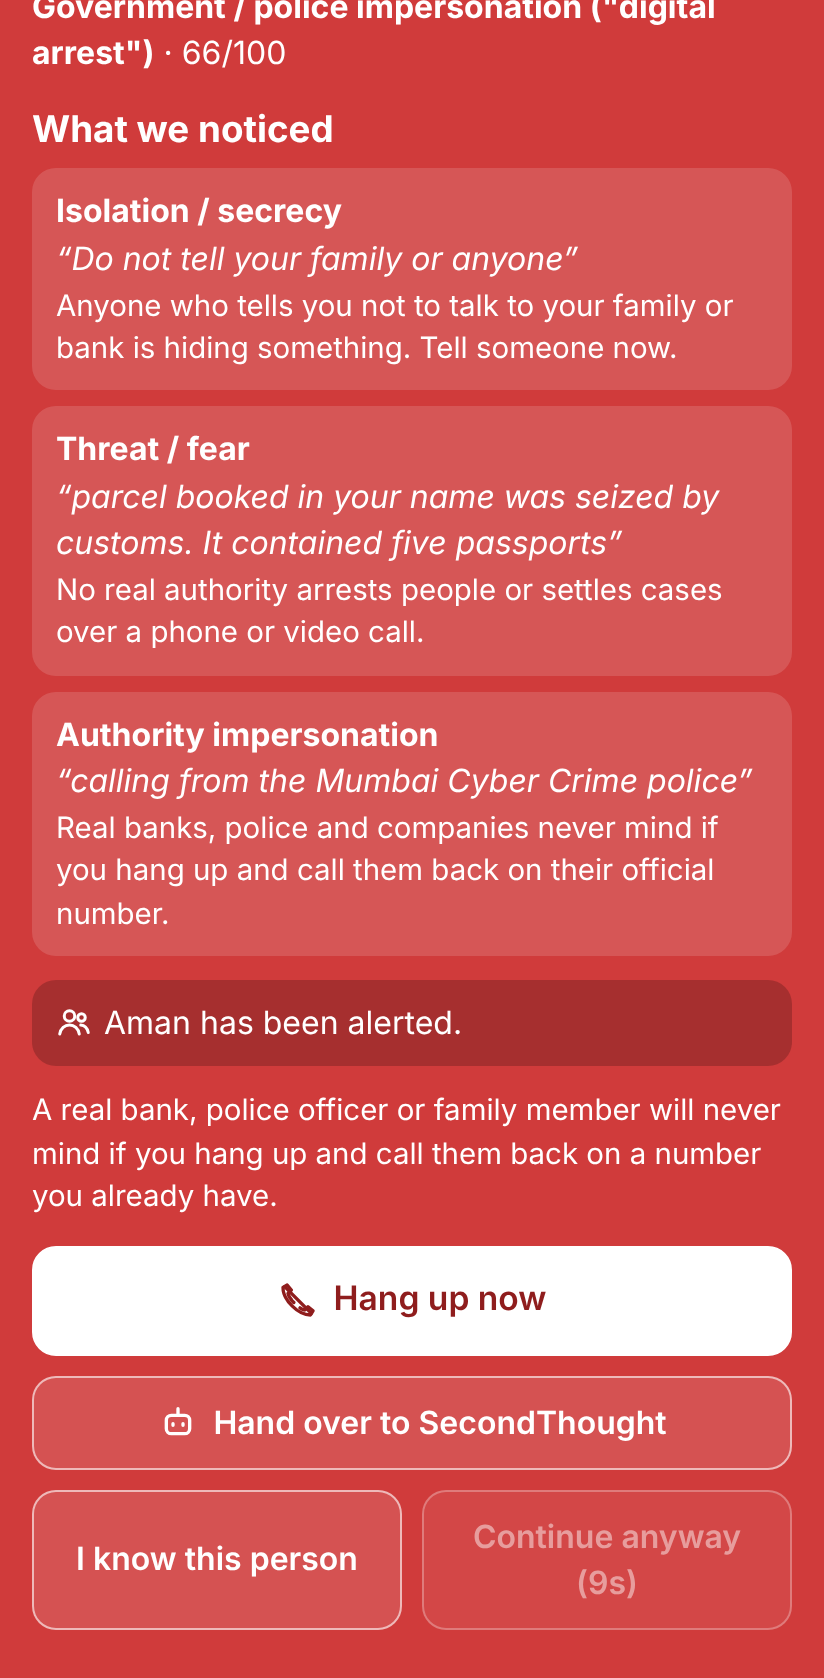 Government / police impersonation ("digital
arrest") · 66/100
What we noticed
Isolation / secrecy
“Do not tell your family or anyone”
Anyone who tells you not to talk to your family or
bank is hiding something. Tell someone now.
Threat / fear
“parcel booked in your name was seized by
customs. It contained five passports”
No real authority arrests people or settles cases
over a phone or video call.
Authority impersonation
“calling from the Mumbai Cyber Crime police”
Real banks, police and companies never mind if
you hang up and call them back on their official
number.
Aman has been alerted.
A real bank, police officer or family member will never
mind if you hang up and call them back on a number
you already have.
Hang up now
Hand over to SecondThought
I know this person
Continue anyway
(9s)